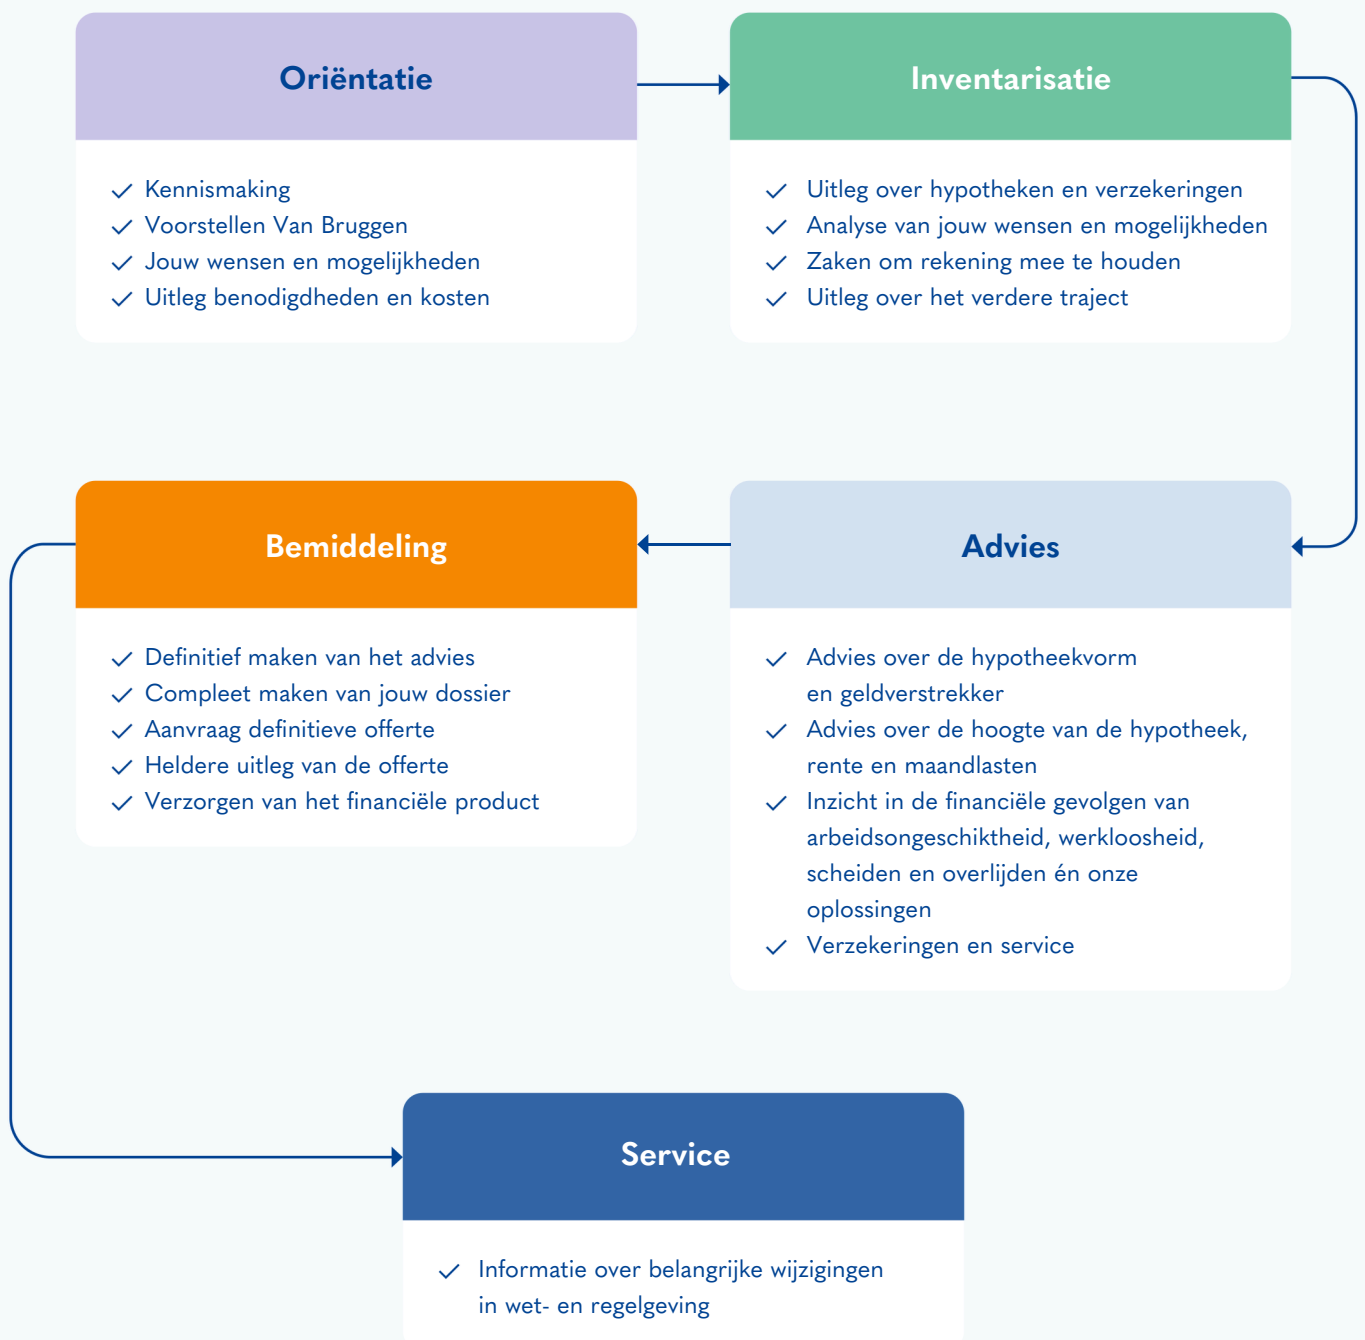 Oriëntatie
Kennismaking
Voorstellen Van Bruggen
Jouw wensen en mogelijkheden
Uitleg benodigdheden en kosten
Inventarisatie
Uitleg over hypotheken en verzekeringen
Analyse van jouw wensen en mogelijkheden
Zaken om rekening mee te houden
Uitleg over het verdere traject
Advies
Advies over de hypotheekvorm
en geldverstrekker
Advies over de hoogte van de hypotheek,
rente en maandlasten
Inzicht in de financiële gevolgen van
arbeidsongeschiktheid, werkloosheid,
scheiden en overlijden én onze
oplossingen
Verzekeringen en service
Bemiddeling
Definitief maken van het advies
Compleet maken van jouw dossier
Aanvraag definitieve offerte
Heldere uitleg van de offerte
Verzorgen van het financiële product
Service
Informatie over belangrijke wijzigingen
in wet- en regelgeving